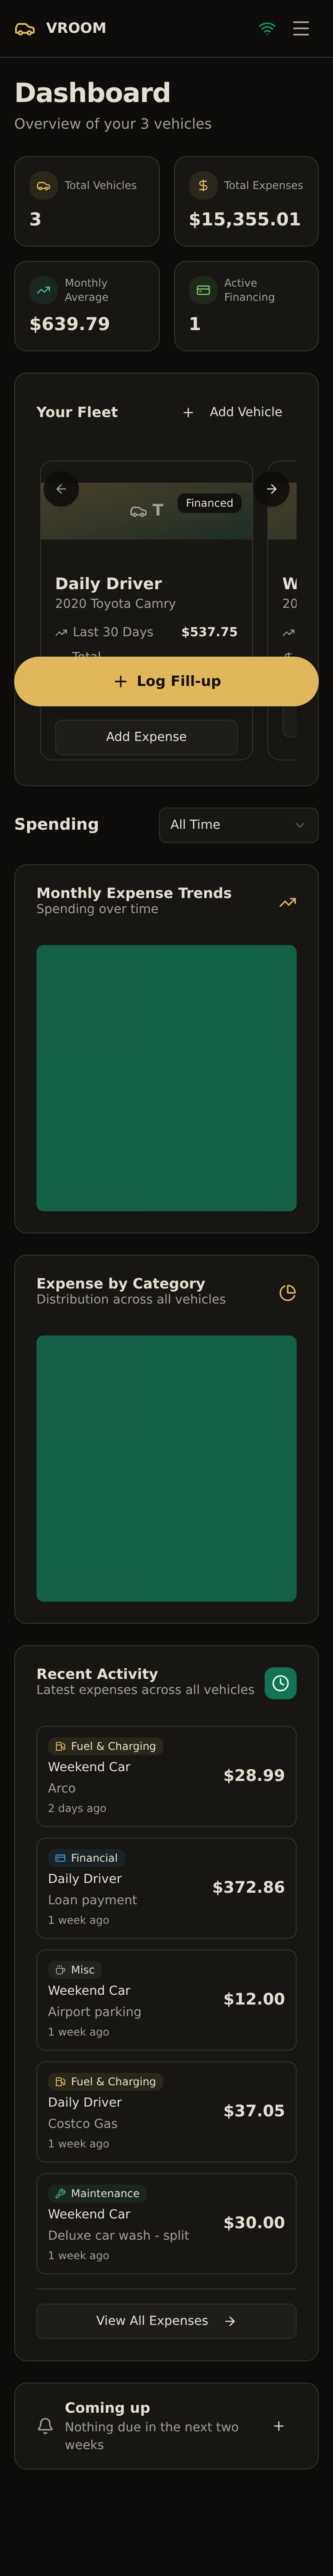 VROOM
Dashboard
Overview of your 3 vehicles
Total Vehicles
3
Total Expenses
$15,355.01
Monthly
Average
$639.79
Active
Financing
1
Your Fleet
+ Add Vehicle
T
Financed
Daily Driver
2020 Toyota Camry
Last 30 Days $537.75
Total
W
20
+ Log Fill-up
Add Expense
Spending
All Time
Monthly Expense Trends
Spending over time
Expense by Category
Distribution across all vehicles
Recent Activity
Latest expenses across all vehicles
Fuel & Charging
Weekend Car
Arco
2 days ago
$28.99
Financial
Daily Driver
Loan payment
1 week ago
$372.86
Misc
Weekend Car
Airport parking
1 week ago
$12.00
Fuel & Charging
Daily Driver
Costco Gas
1 week ago
$37.05
Maintenance
Weekend Car
Deluxe car wash - split
1 week ago
$30.00
View All Expenses
Coming up
Nothing due in the next two
weeks